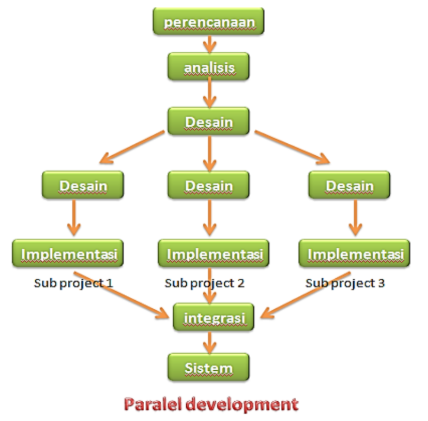 perencanaan
analisis
Desain
Desain
Desain
Desain
Implementasi
Implementasi
Implementasi
Sub project 1
Sub project 2
Sub project 3
integrasi
Sistem
Paralel development